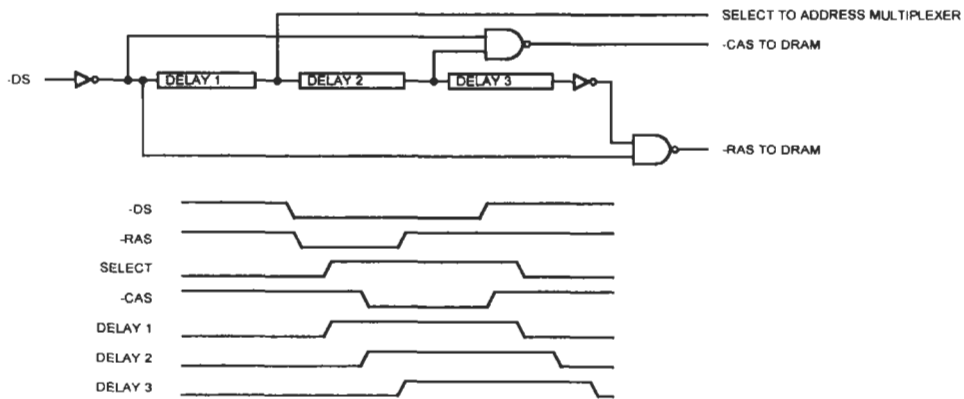 SELECT TO ADDRESS MULTIPLEXER
-CAS TO DRAM
-DS
DELAY 1
DELAY 2
DELAY 3
-RAS TO DRAM
-DS
-RAS
SELECT
-CAS
DELAY 1
DELAY 2
DELAY 3